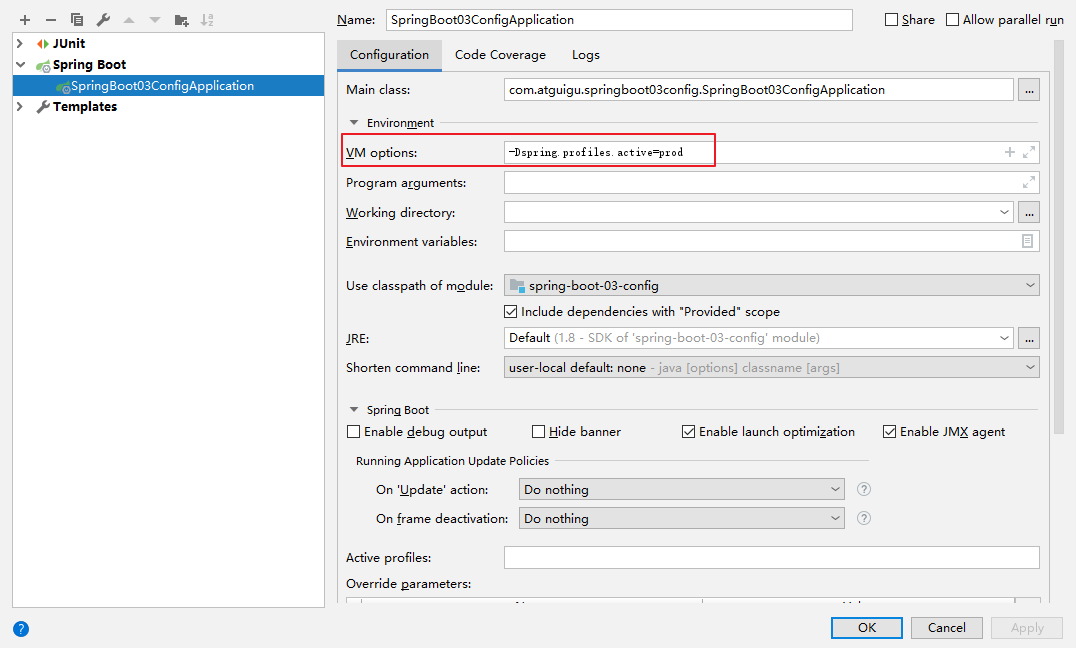 Name: SpringBoot03ConfigApplication Share Allow parallel run
JUnit
Spring Boot
SpringBoot03ConfigApplication
Templates
Configuration Code Coverage Logs
Main class: com.atguigu.springboot03config.SpringBoot03ConfigApplication ...
Environment
VM options: -Dspring.profiles.active=prod
Program arguments:
Working directory: ...
Environment variables:
Use classpath of module: spring-boot-03-config
Include dependencies with "Provided" scope
JRE: Default (1.8 - SDK of 'spring-boot-03-config' module) ...
Shorten command line: user-local default: none - java [options] classname [args]
Spring Boot
Enable debug output Hide banner Enable launch optimization Enable JMX agent
Running Application Update Policies
On 'Update' action: Do nothing ?
On frame deactivation: Do nothing ?
Active profiles:
Override parameters:
? OK Cancel Apply